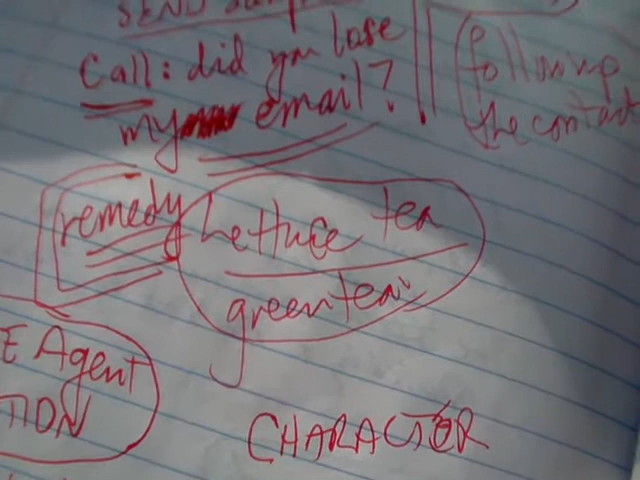 SEND
Call: did you lose
my email?
following
the contact
remedy
Lettuce tea
green tea
E Agent
TION
CHARACTER